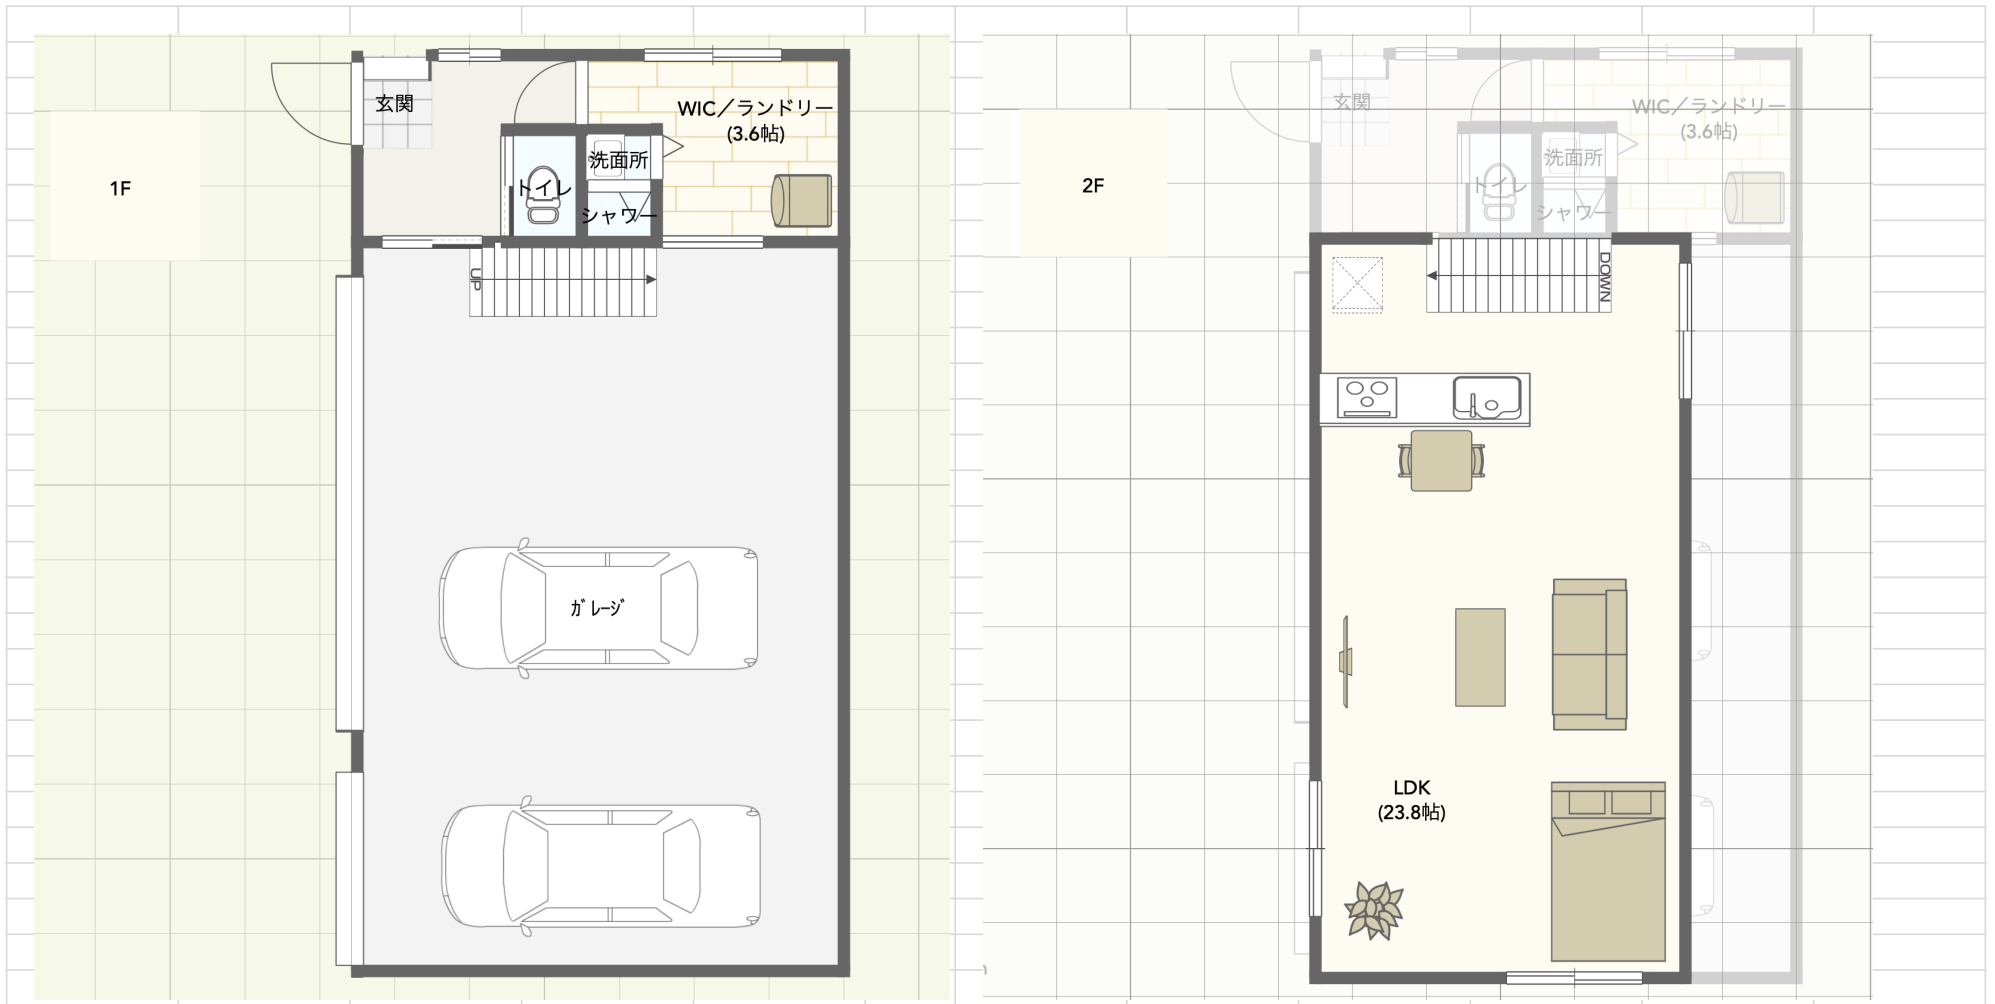 玄関
WIC／ランドリー
(3.6帖)
1F
洗面所
トイレ
シャワー
UP
ｶﾞﾚｰｼﾞ
玄関
WIC／ランドリー
(3.6帖)
2F
洗面所
トイレ
シャワー
DOWN
LDK
(23.8帖)